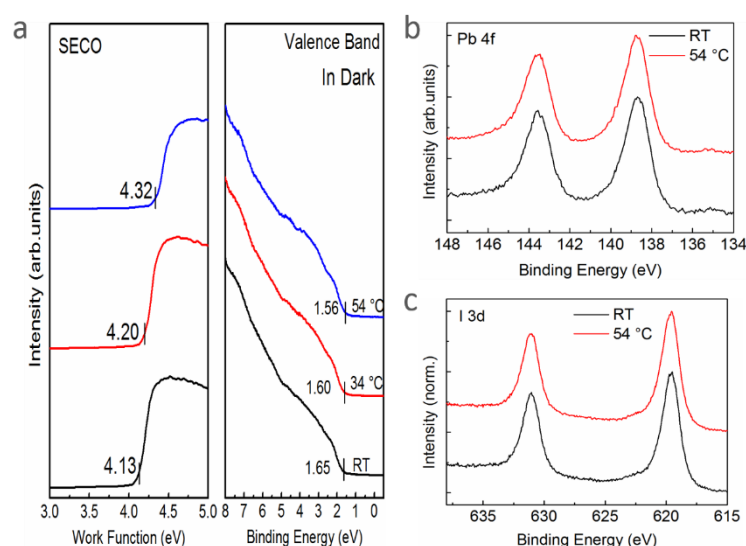 a
SECO
Valence Band
In Dark
4.32
4.20
4.13
1.56
54 °C
1.60
34 °C
1.65
RT
Intensity (arb.units)
3.0 3.5 4.0 4.5 5.0
Work Function (eV)
8 7 6 5 4 3 2 1 0
Binding Energy (eV)
b
Pb 4f
RT
54 °C
Intensity (arb.units)
148 146 144 142 140 138 136 134
Binding Energy (eV)
c
I 3d
RT
54 °C
Intensity (norm.)
635 630 625 620 615
Binding Energy (eV)